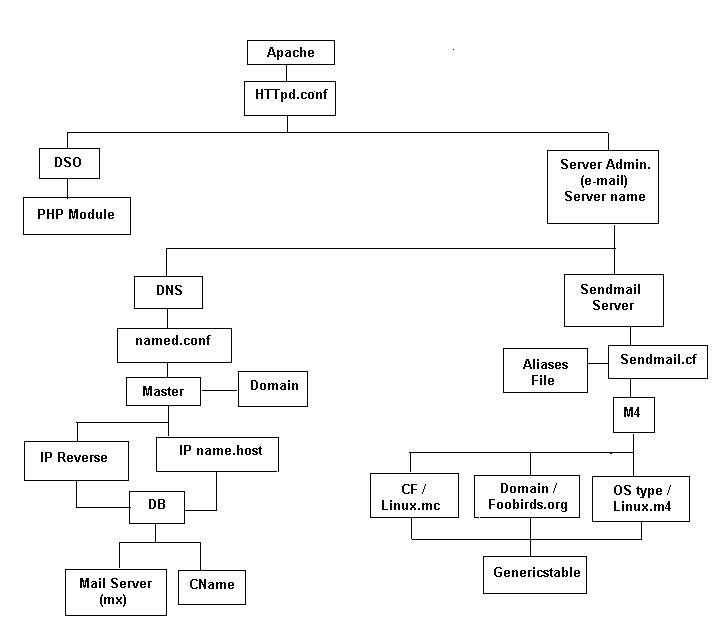 Apache
HTTpd.conf
DSO
PHP Module
Server Admin.
(e-mail)
Server name
DNS
named.conf
Master
Domain
IP Reverse
IP name.host
DB
Mail Server
(mx)
CName
Sendmail
Server
Aliases
File
Sendmail.cf
M4
CF /
Linux.mc
Domain /
Foobirds.org
OS type /
Linux.m4
Genericstable